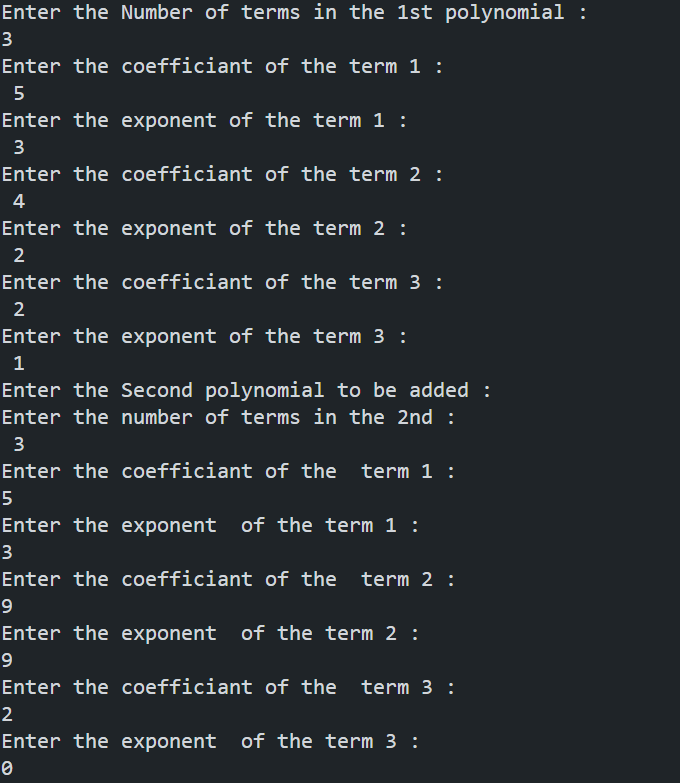 Enter the Number of terms in the 1st polynomial :
3
Enter the coefficiant of the term 1 :
 5
Enter the exponent of the term 1 :
 3
Enter the coefficiant of the term 2 :
 4
Enter the exponent of the term 2 :
 2
Enter the coefficiant of the term 3 :
 2
Enter the exponent of the term 3 :
 1
Enter the Second polynomial to be added :
Enter the number of terms in the 2nd :
 3
Enter the coefficiant of the  term 1 :
5
Enter the exponent  of the term 1 :
3
Enter the coefficiant of the  term 2 :
9
Enter the exponent  of the term 2 :
9
Enter the coefficiant of the  term 3 :
2
Enter the exponent  of the term 3 :
0